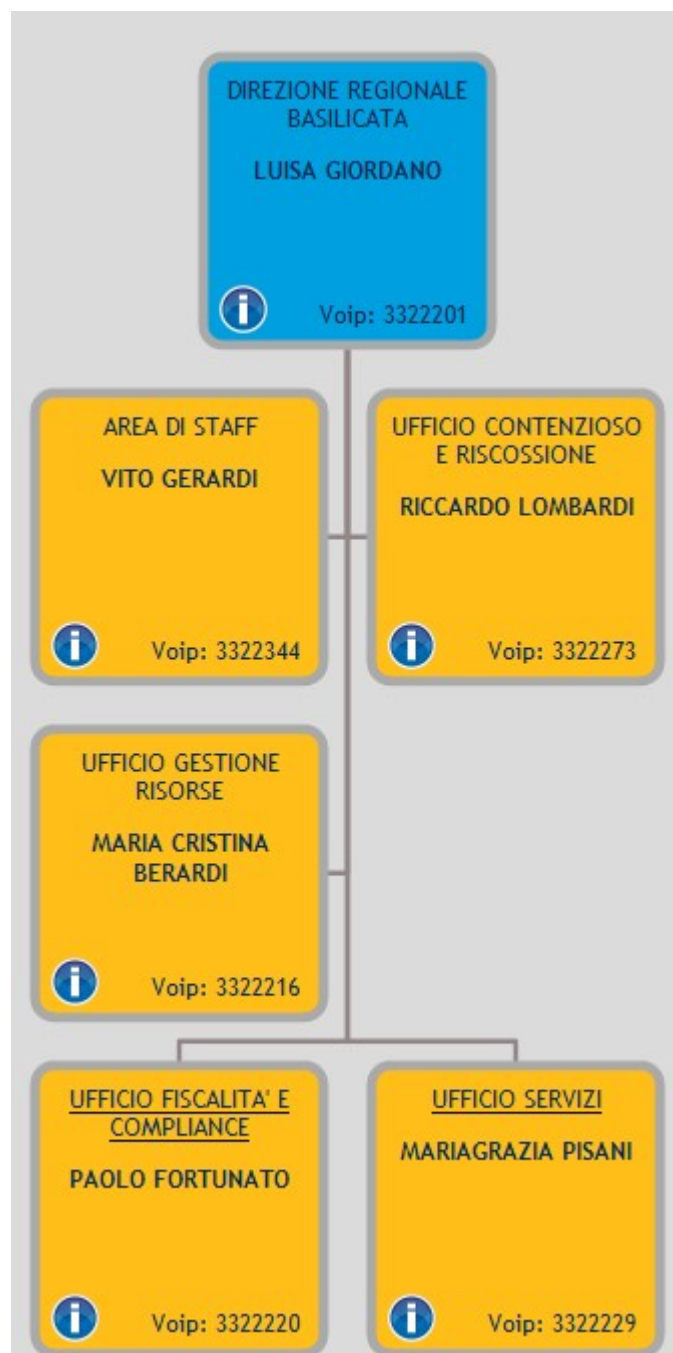 DIREZIONE REGIONALE
BASILICATA
LUISA GIORDANO
Voip: 3322201
AREA DI STAFF
VITO GERARDI
Voip: 3322344
UFFICIO CONTENZIOSO
E RISCOSSIONE
RICCARDO LOMBARDI
Voip: 3322273
UFFICIO GESTIONE
RISORSE
MARIA CRISTINA
BERARDI
Voip: 3322216
UFFICIO FISCALITA' E
COMPLIANCE
PAOLO FORTUNATO
Voip: 3322220
UFFICIO SERVIZI
MARIAGRAZIA PISANI
Voip: 3322229